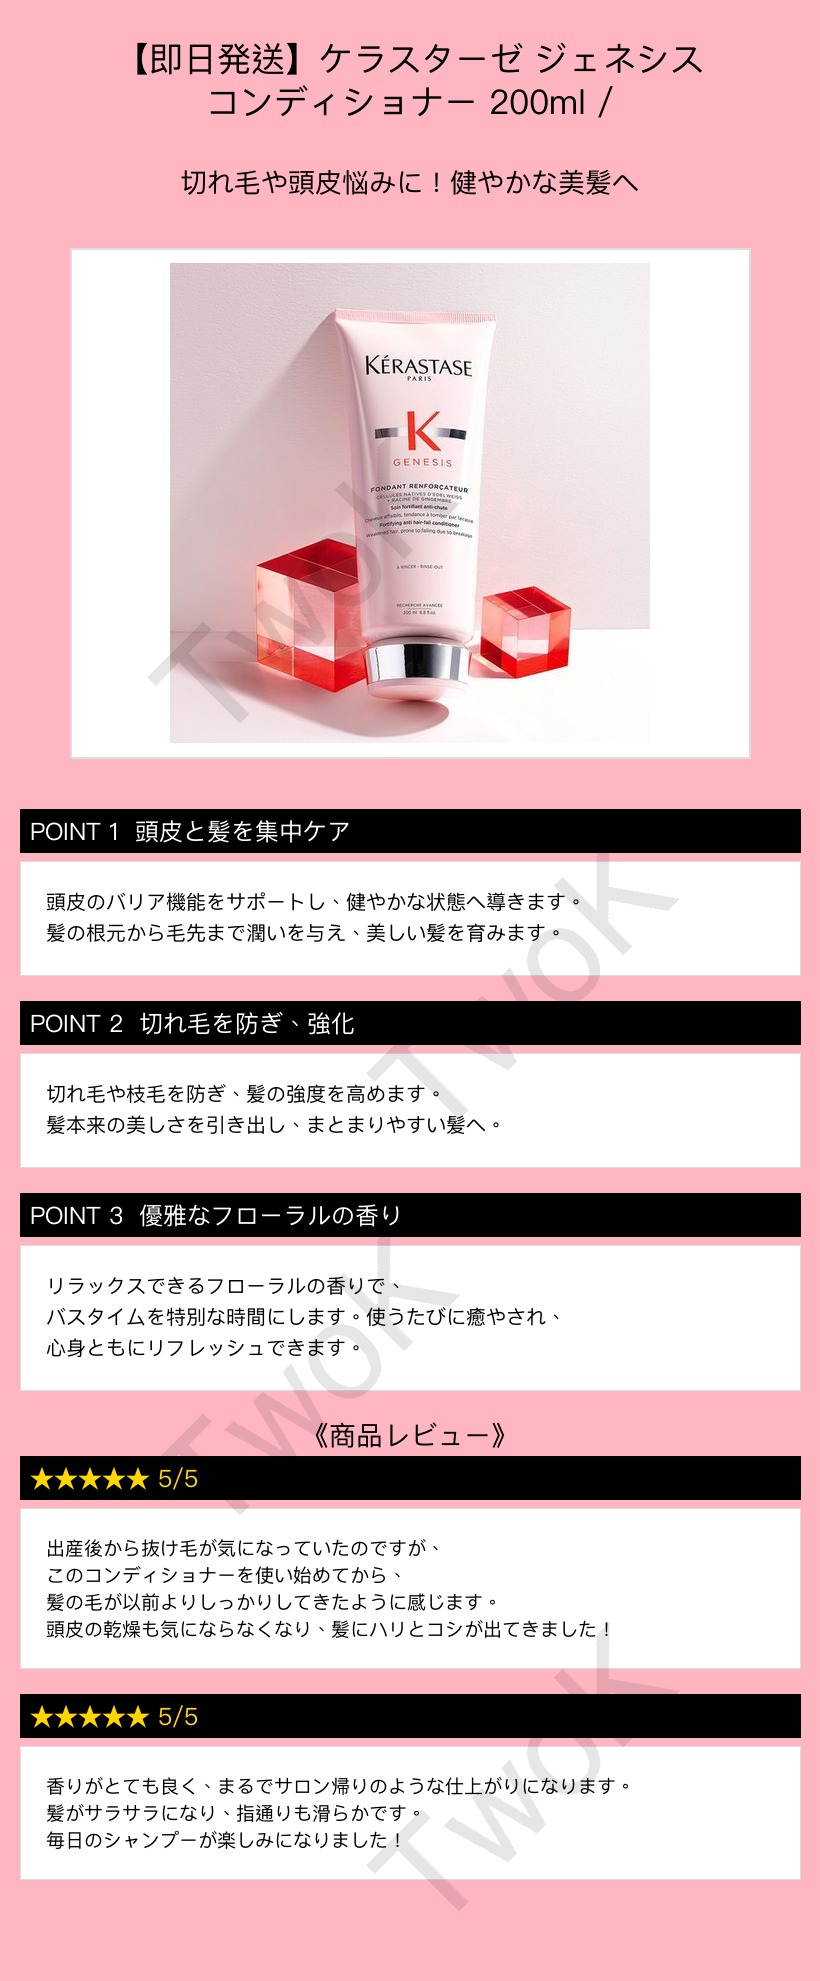 【即日発送】ケラスターゼ ジェネシス
コンディショナー 200ml /
切れ毛や頭皮悩みに！健やかな美髪へ
KÉRASTASE
PARIS
K
GENESIS
FONDANT RENFORÇATEUR
CELLULES NATIVES D'EDELWEISS
+ RACINE DE GINGEMBRE
Soin fortifiant anti-chute
Cheveux affaiblis, tendance à tomber par la casse
Fortifying anti hair-fall conditioner
Weakened hair, prone to falling due to breakage
À RINCER - RINSE-OUT
RECHERCHE AVANCÉE
200 ml 6.8 fl.oz.
TwoK
POINT 1 頭皮と髪を集中ケア
頭皮のバリア機能をサポートし、健やかな状態へ導きます。
髪の根元から毛先まで潤いを与え、美しい髪を育みます。
TwoK
POINT 2 切れ毛を防ぎ、強化
切れ毛や枝毛を防ぎ、髪の強度を高めます。
髪本来の美しさを引き出し、まとまりやすい髪へ。
POINT 3 優雅なフローラルの香り
リラックスできるフローラルの香りで、
バスタイムを特別な時間にします。使うたびに癒やされ、
心身ともにリフレッシュできます。
TwoK
《商品レビュー》
★★★★★ 5/5
出産後から抜け毛が気になっていたのですが、
このコンディショナーを使い始めてから、
髪の毛が以前よりしっかりしてきたように感じます。
頭皮の乾燥も気にならなくなり、髪にハリとコシが出てきました！
★★★★★ 5/5
香りがとても良く、まるでサロン帰りのような仕上がりになります。
髪がサラサラになり、指通りも滑らかです。
毎日のシャンプーが楽しみになりました！
TwoK